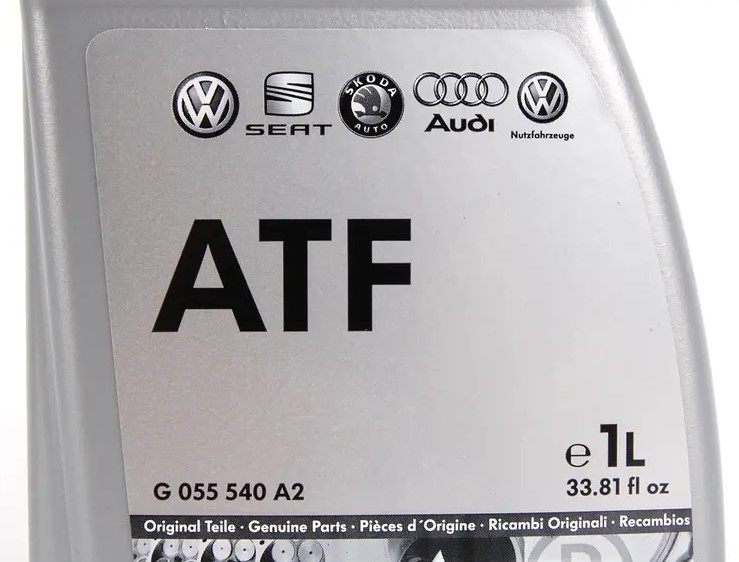 SEAT
ŠKODA
AUTO
Audi
Nutzfahrzeuge
ATF
e 1L
G 055 540 A2
33.81 fl oz
Original Teile · Genuine Parts · Pièces d´Origine · Ricambi Originali · Recambios